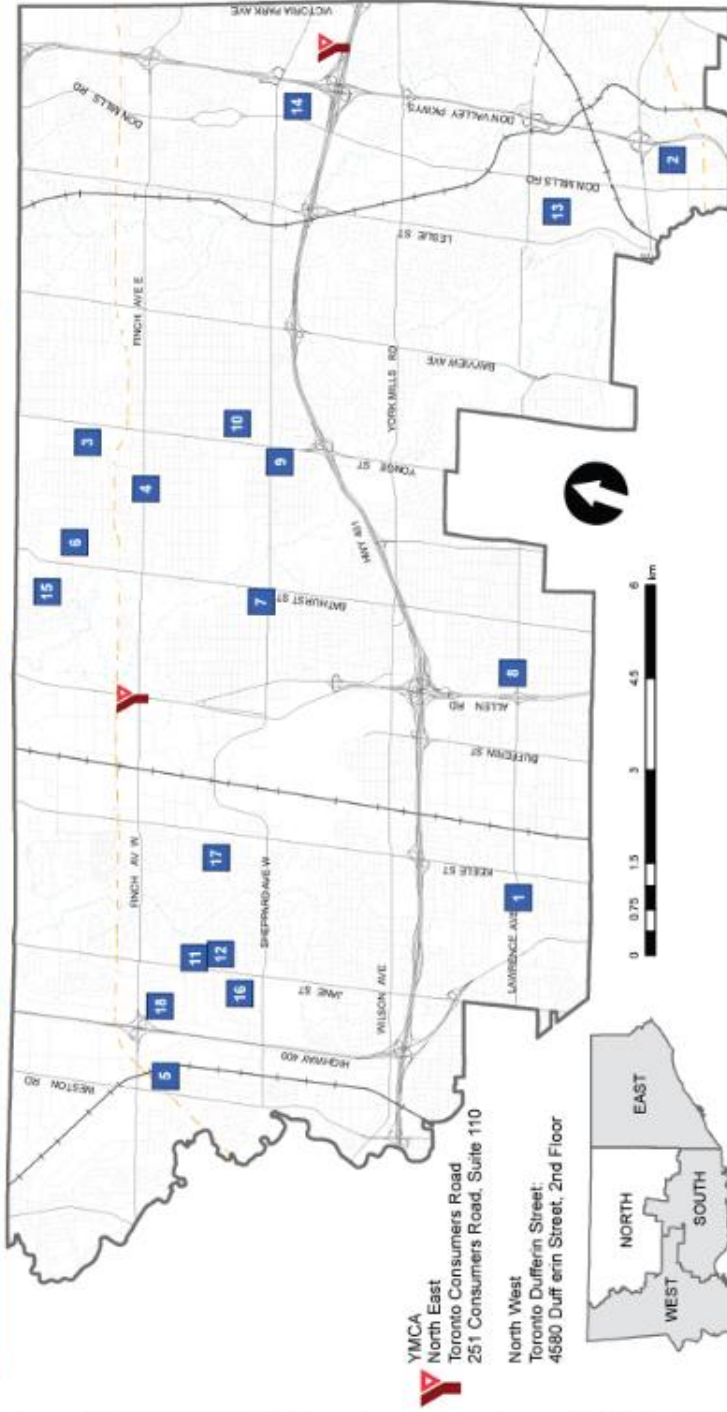 VICTORIA PARK AVE
DON MILLS RD
14
DON VALLEY PKWYS
2
DON MILLS RD
13
LESLIE ST
FINCH AVE E
BAYVIEW AVE
YORK MILLS RD
3
10
9
4
YONGE ST
6
HWY 401
15
7
BATHURST ST
8
ALLEN RD
DUFFERIN ST
FINCH AV W
17
SHEPPARD AVE W
KEELE ST
1
LAWRENCE AVE
11
12
16
18
JANE ST
WILSON AVE
HIGHWAY 400
5
WESTON RD
0 0.75 1.5 3 4.5 6
km
YMCA
North East
Toronto Consumers Road
251 Consumers Road, Suite 110
North West
Toronto Dufferin Street:
4580 Duff erin Street, 2nd Floor
NORTH
EAST
WEST
SOUTH